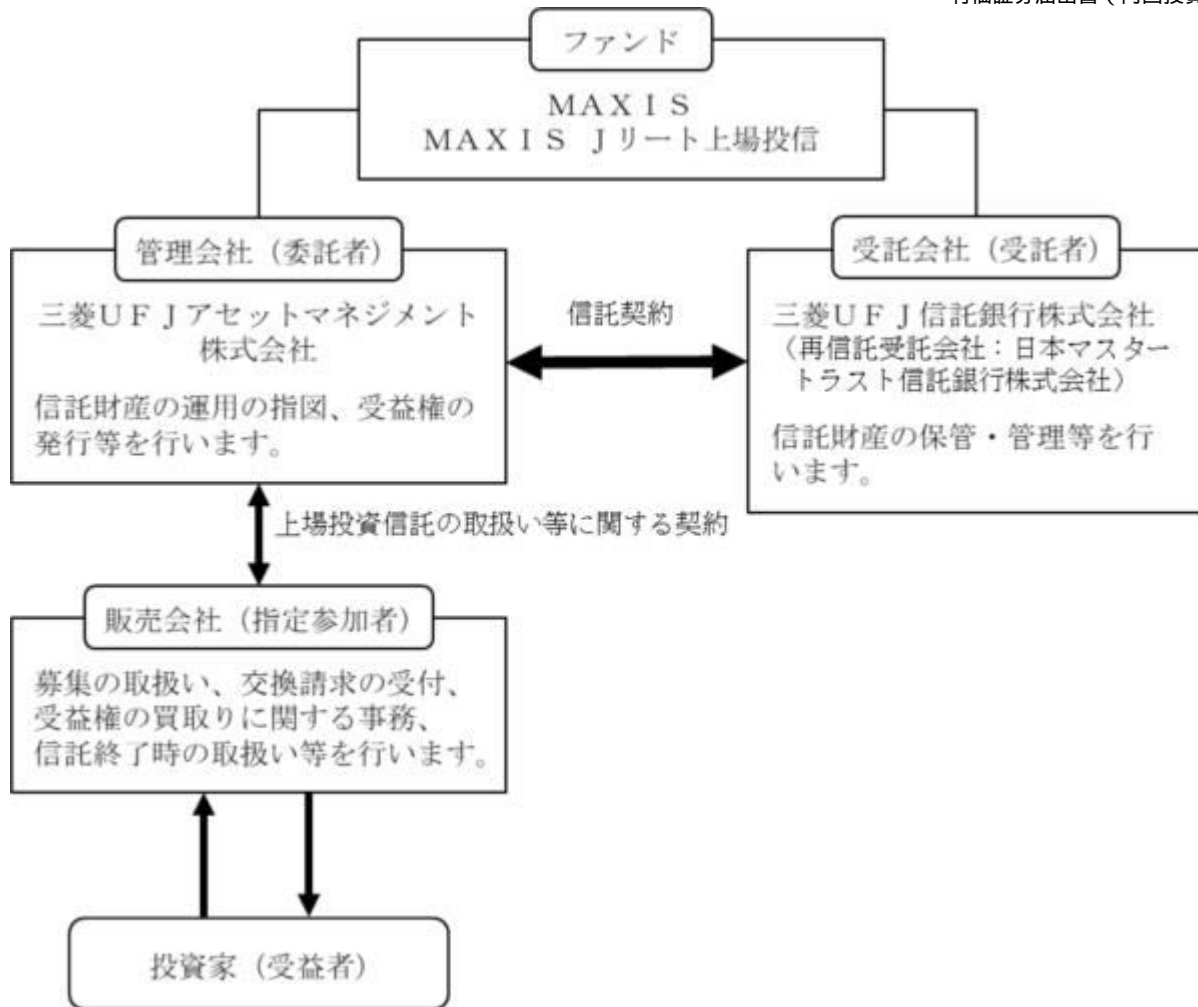 ファンド
MAXIS
MAXIS Jリート上場投信
管理会社（委託者）
三菱UFJアセットマネジメント
株式会社
信託財産の運用の指図、受益権の
発行等を行います。
信託契約
受託会社（受託者）
三菱UFJ信託銀行株式会社
（再信託受託会社：日本マスター
トラスト信託銀行株式会社）
信託財産の保管・管理等を行
います。
上場投資信託の取扱い等に関する契約
販売会社（指定参加者）
募集の取扱い、交換請求の受付、
受益権の買取りに関する事務、
信託終了時の取扱い等を行います。
投資家（受益者）